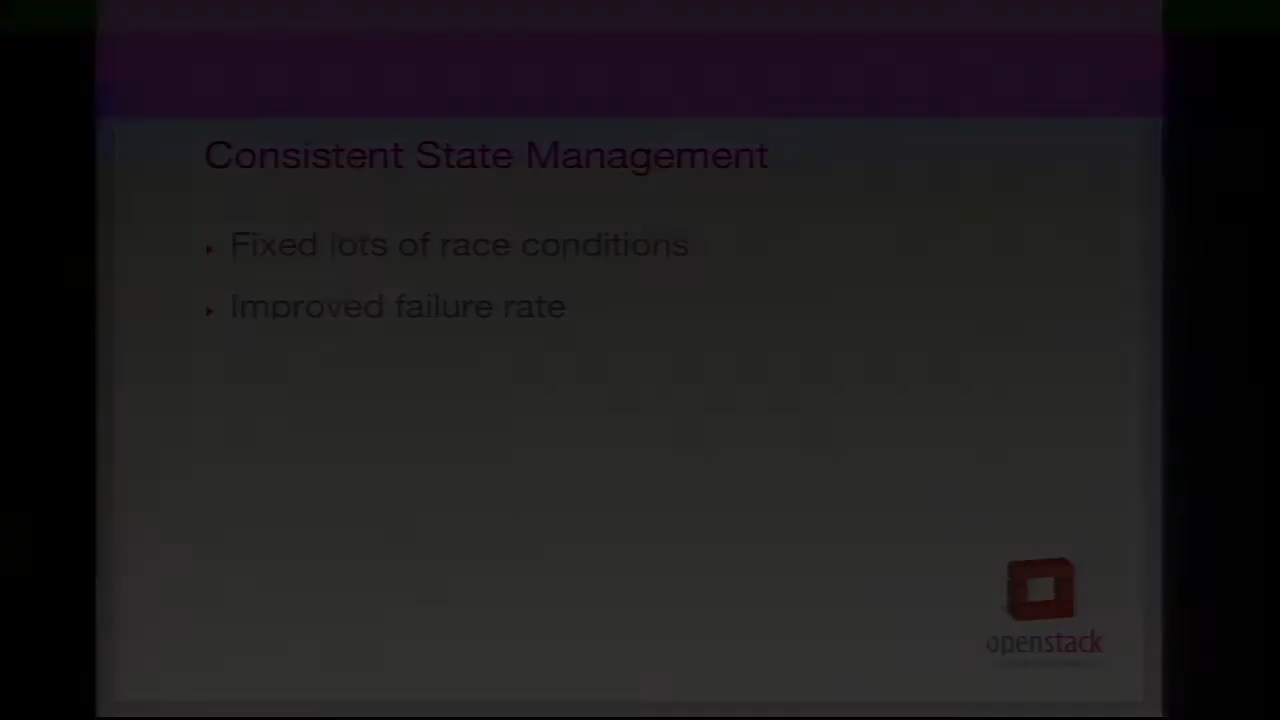 Consistent State Management
Fixed lots of race conditions
Improved failure rate
openstack